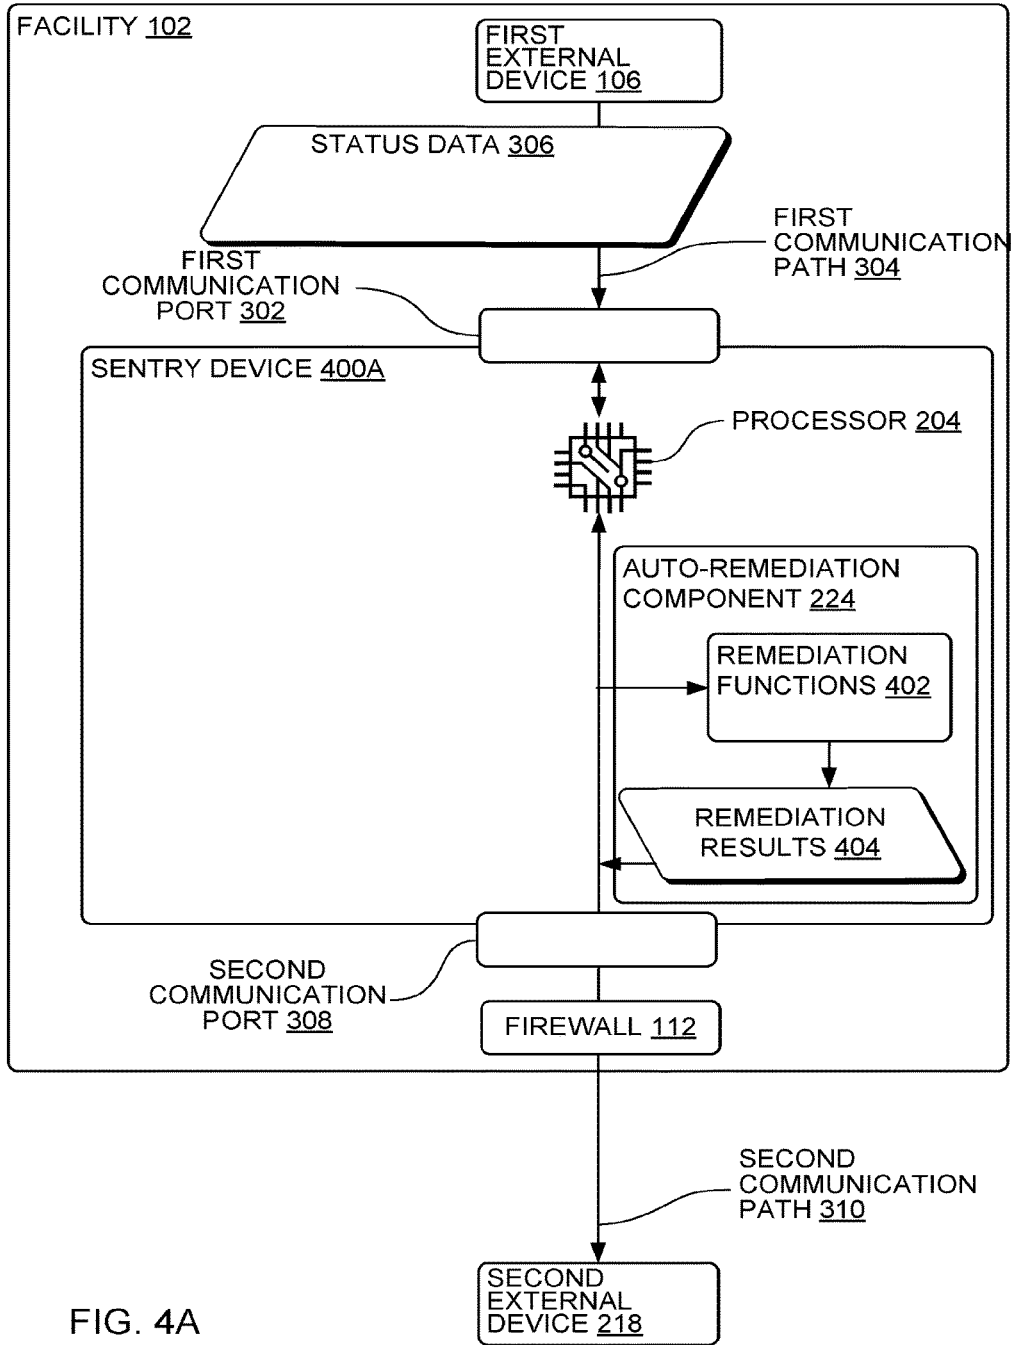 FACILITY 102
FIRST
EXTERNAL
DEVICE 106
STATUS DATA 306
FIRST
COMMUNICATION
PATH 304
FIRST
COMMUNICATION
PORT 302
SENTRY DEVICE 400A
PROCESSOR 204
AUTO-REMEDIATION
COMPONENT 224
REMEDIATION
FUNCTIONS 402
REMEDIATION
RESULTS 404
SECOND
COMMUNICATION
PORT 308
FIREWALL 112
SECOND
COMMUNICATION
PATH 310
SECOND
EXTERNAL
DEVICE 218
FIG. 4A